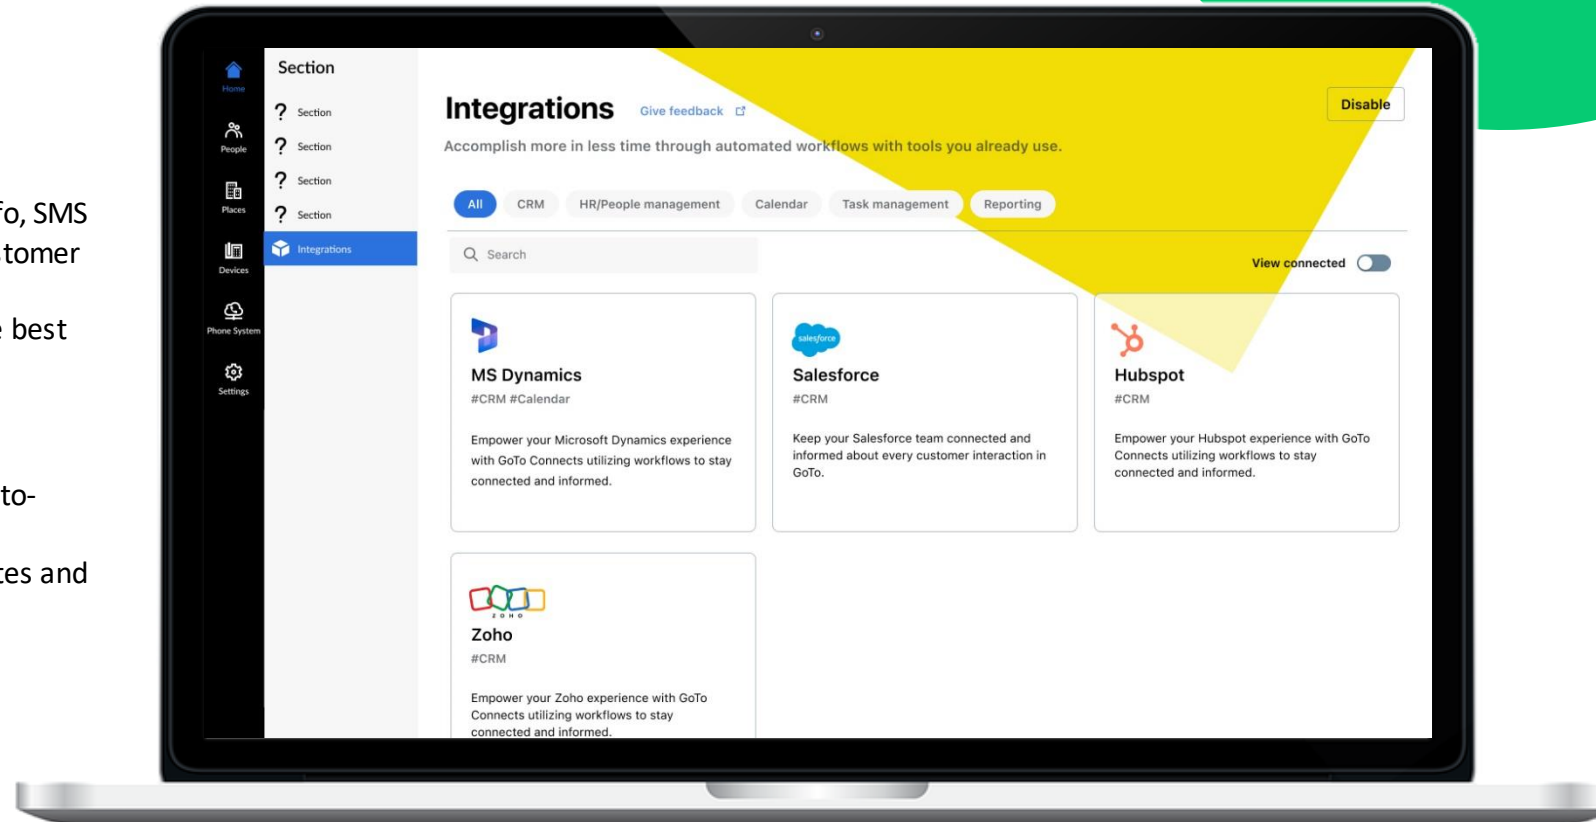 fo, SMS
stomer
e best
to-
tes and
Home
People
Places
Devices
Phone System
Settings
Section
? Section
? Section
? Section
? Section
Integrations
Integrations Give feedback
Disable
Accomplish more in less time through automated workflows with tools you already use.
All CRM HR/People management Calendar Task management Reporting
Search
View connected
MS Dynamics
#CRM #Calendar
Empower your Microsoft Dynamics experience
with GoTo Connects utilizing workflows to stay
connected and informed.
salesforce
Salesforce
#CRM
Keep your Salesforce team connected and
informed about every customer interaction in
GoTo.
Hubspot
#CRM
Empower your Hubspot experience with GoTo
Connects utilizing workflows to stay
connected and informed.
ZOHO
Zoho
#CRM
Empower your Zoho experience with GoTo
Connects utilizing workflows to stay
connected and informed.